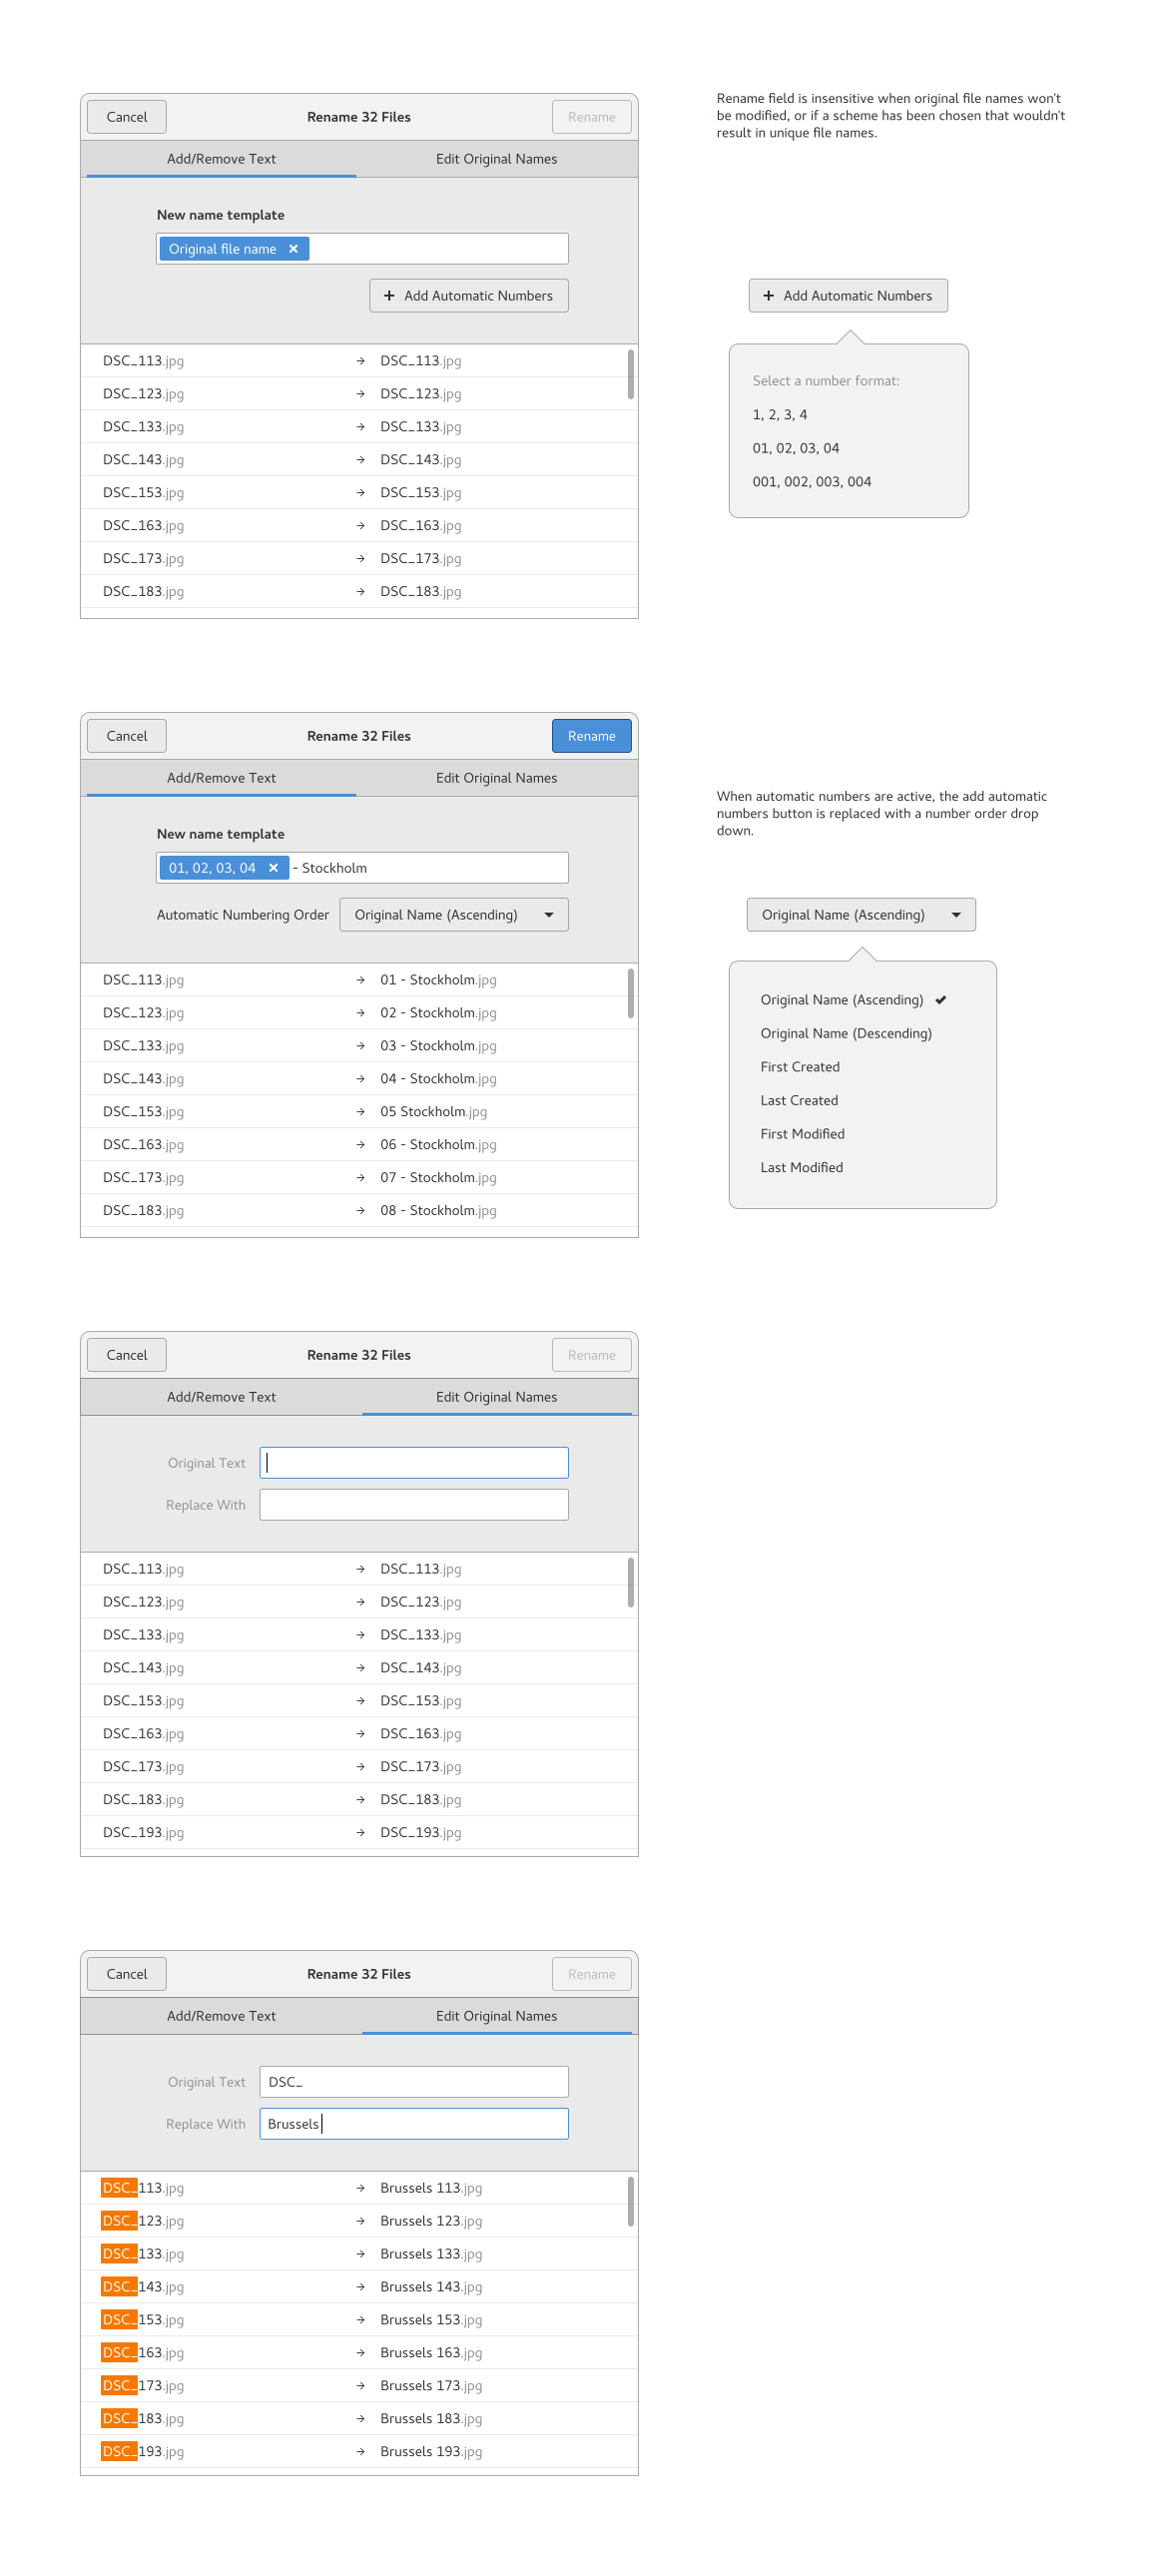 Cancel Rename 32 Files Rename
Add/Remove Text Edit Original Names
New name template
Original file name ×
+ Add Automatic Numbers
DSC_113.jpg → DSC_113.jpg
DSC_123.jpg → DSC_123.jpg
DSC_133.jpg → DSC_133.jpg
DSC_143.jpg → DSC_143.jpg
DSC_153.jpg → DSC_153.jpg
DSC_163.jpg → DSC_163.jpg
DSC_173.jpg → DSC_173.jpg
DSC_183.jpg → DSC_183.jpg
Rename field is insensitive when original file names won't
be modified, or if a scheme has been chosen that wouldn't
result in unique file names.
+ Add Automatic Numbers
Select a number format:
1, 2, 3, 4
01, 02, 03, 04
001, 002, 003, 004
Cancel Rename 32 Files Rename
Add/Remove Text Edit Original Names
New name template
01, 02, 03, 04 × - Stockholm
Automatic Numbering Order Original Name (Ascending)
DSC_113.jpg → 01 - Stockholm.jpg
DSC_123.jpg → 02 - Stockholm.jpg
DSC_133.jpg → 03 - Stockholm.jpg
DSC_143.jpg → 04 - Stockholm.jpg
DSC_153.jpg → 05 Stockholm.jpg
DSC_163.jpg → 06 - Stockholm.jpg
DSC_173.jpg → 07 - Stockholm.jpg
DSC_183.jpg → 08 - Stockholm.jpg
When automatic numbers are active, the add automatic
numbers button is replaced with a number order drop
down.
Original Name (Ascending)
Original Name (Ascending) ✔
Original Name (Descending)
First Created
Last Created
First Modified
Last Modified
Cancel Rename 32 Files Rename
Add/Remove Text Edit Original Names
Original Text
Replace With
DSC_113.jpg → DSC_113.jpg
DSC_123.jpg → DSC_123.jpg
DSC_133.jpg → DSC_133.jpg
DSC_143.jpg → DSC_143.jpg
DSC_153.jpg → DSC_153.jpg
DSC_163.jpg → DSC_163.jpg
DSC_173.jpg → DSC_173.jpg
DSC_183.jpg → DSC_183.jpg
DSC_193.jpg → DSC_193.jpg
Cancel Rename 32 Files Rename
Add/Remove Text Edit Original Names
Original Text DSC_
Replace With Brussels
DSC_113.jpg → Brussels 113.jpg
DSC_123.jpg → Brussels 123.jpg
DSC_133.jpg → Brussels 133.jpg
DSC_143.jpg → Brussels 143.jpg
DSC_153.jpg → Brussels 153.jpg
DSC_163.jpg → Brussels 163.jpg
DSC_173.jpg → Brussels 173.jpg
DSC_183.jpg → Brussels 183.jpg
DSC_193.jpg → Brussels 193.jpg